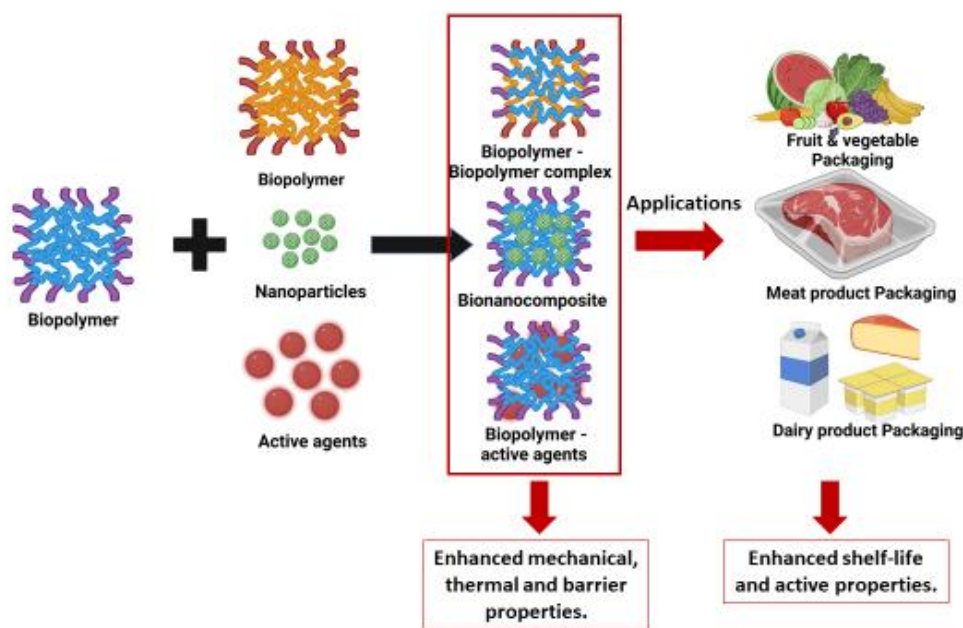 Biopolymer
Biopolymer
Nanoparticles
Active agents
Biopolymer -
Biopolymer complex
Bionanocomposite
Biopolymer -
active agents
Enhanced mechanical,
thermal and barrier
properties.
Applications
Fruit & vegetable
Packaging
Meat product Packaging
Dairy product Packaging
Enhanced shelf-life
and active properties.